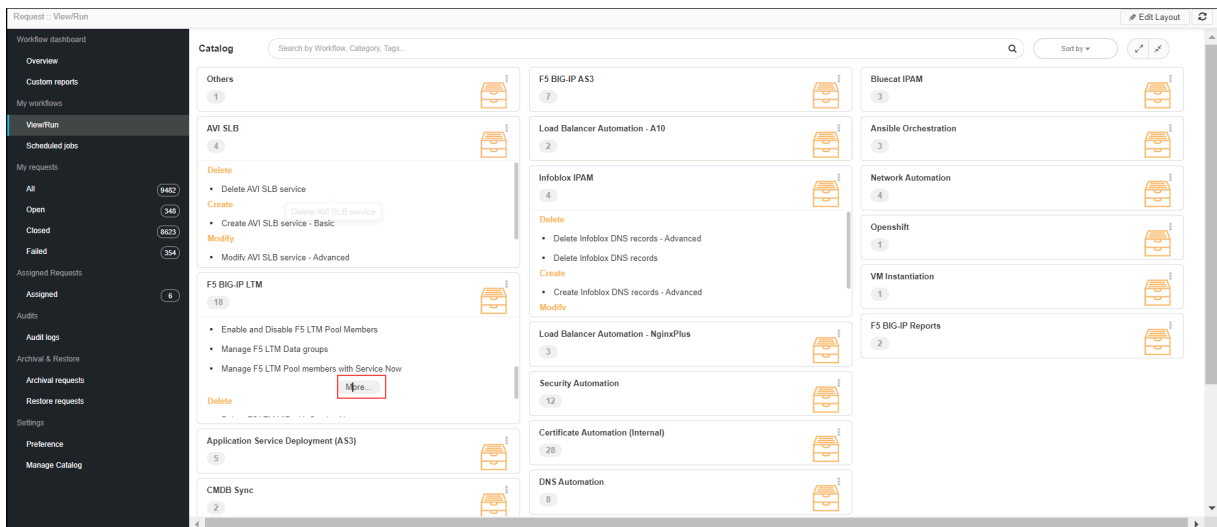 Request :: View/Run
Edit Layout
Workflow dashboard
Overview
Custom reports
My workflows
View/Run
Scheduled jobs
My requests
All 9482
Open 348
Closed 8623
Failed 354
Assigned Requests
Assigned 6
Audits
Audit logs
Archival & Restore
Archival requests
Restore requests
Settings
Preference
Manage Catalog
Catalog
Search by Workflow, Category, Tags...
Sort by
Others
1
AVI SLB
4
Delete
• Delete AVI SLB service
Create
Delete AVI SLB service
• Create AVI SLB service - Basic
Modify
• Modify AVI SLB service - Advanced
F5 BIG-IP LTM
18
• Enable and Disable F5 LTM Pool Members
• Manage F5 LTM Data groups
• Manage F5 LTM Pool members with Service Now
More...
Delete
Application Service Deployment (AS3)
5
CMDB Sync
2
F5 BIG-IP AS3
7
Load Balancer Automation - A10
2
Infoblox IPAM
4
Delete
• Delete Infoblox DNS records - Advanced
• Delete Infoblox DNS records
Create
• Create Infoblox DNS records - Advanced
Modify
Load Balancer Automation - NginxPlus
3
Security Automation
12
Certificate Automation (Internal)
28
DNS Automation
8
Bluecat IPAM
3
Ansible Orchestration
3
Network Automation
4
Openshift
1
VM Instantiation
1
F5 BIG-IP Reports
2